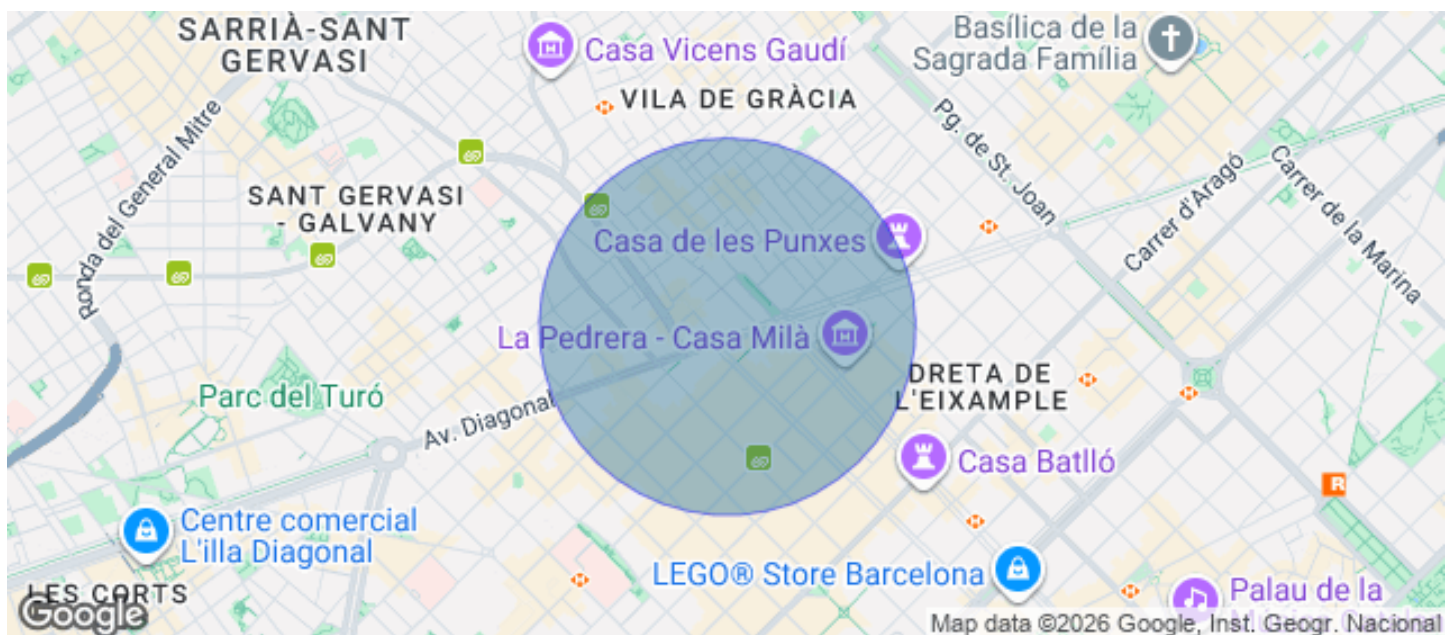 SARRIÀ-SANT
GERVASI
Casa Vicens Gaudí
Basílica de la
Sagrada Família
VILA DE GRÀCIA
Ronda del General Mitre
Pg. de St. Joan
Carrer d'Aragó
Carrer de la Marina
SANT GERVASI
- GALVANY
Casa de les Punxes
La Pedrera - Casa Milà
DRETA DE
L'EIXAMPLE
Parc del Turó
Av. Diagonal
Casa Batlló
R
Centre comercial
L'illa Diagonal
LEGO® Store Barcelona
LES CORTS
Palau de la
Google
Map data ©2026 Google, Inst. Geogr. Nacional